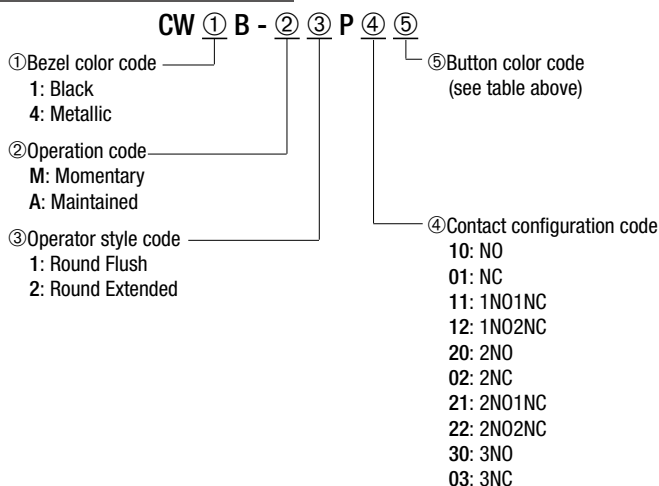 CW ① B - ② ③ P ④ ⑤
①Bezel color code
1: Black
4: Metallic
②Operation code
M: Momentary
A: Maintained
③Operator style code
1: Round Flush
2: Round Extended
⑤Button color code
(see table above)
④Contact configuration code
10: NO
01: NC
11: 1NO1NC
12: 1NO2NC
20: 2NO
02: 2NC
21: 2NO1NC
22: 2NO2NC
30: 3NO
03: 3NC